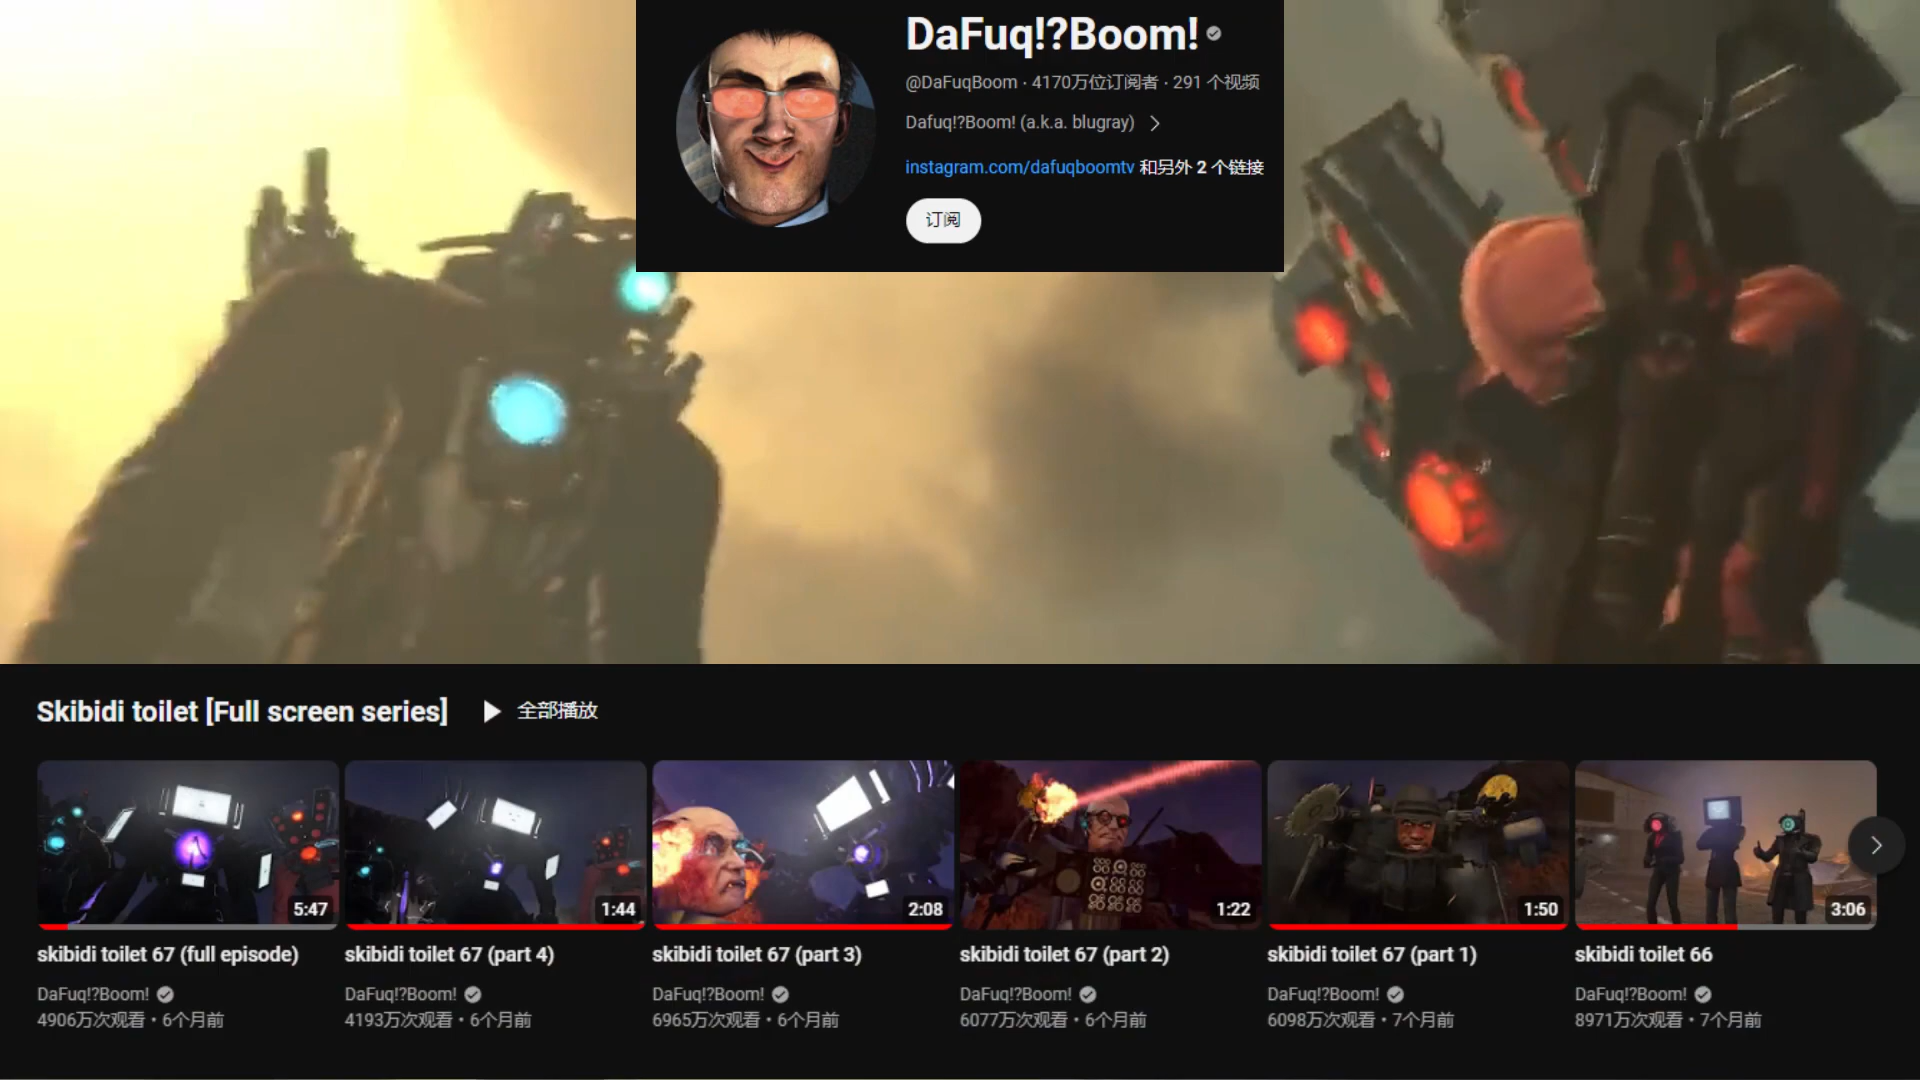 DaFuq!?Boom!
@DaFuqBoom · 4170万位订阅者 · 291 个视频
Dafuq!?Boom! (a.k.a. blugray)
instagram.com/dafuqboomtv 和另外 2 个链接
订阅
Skibidi toilet [Full screen series]
全部播放
5:47
1:44
2:08
1:22
1:50
3:06
skibidi toilet 67 (full episode)
skibidi toilet 67 (part 4)
skibidi toilet 67 (part 3)
skibidi toilet 67 (part 2)
skibidi toilet 67 (part 1)
skibidi toilet 66
DaFuq!?Boom!
DaFuq!?Boom!
DaFuq!?Boom!
DaFuq!?Boom!
DaFuq!?Boom!
DaFuq!?Boom!
4906万次观看 • 6个月前
4193万次观看 • 6个月前
6965万次观看 • 6个月前
6077万次观看 • 6个月前
6098万次观看 • 7个月前
8971万次观看 • 7个月前